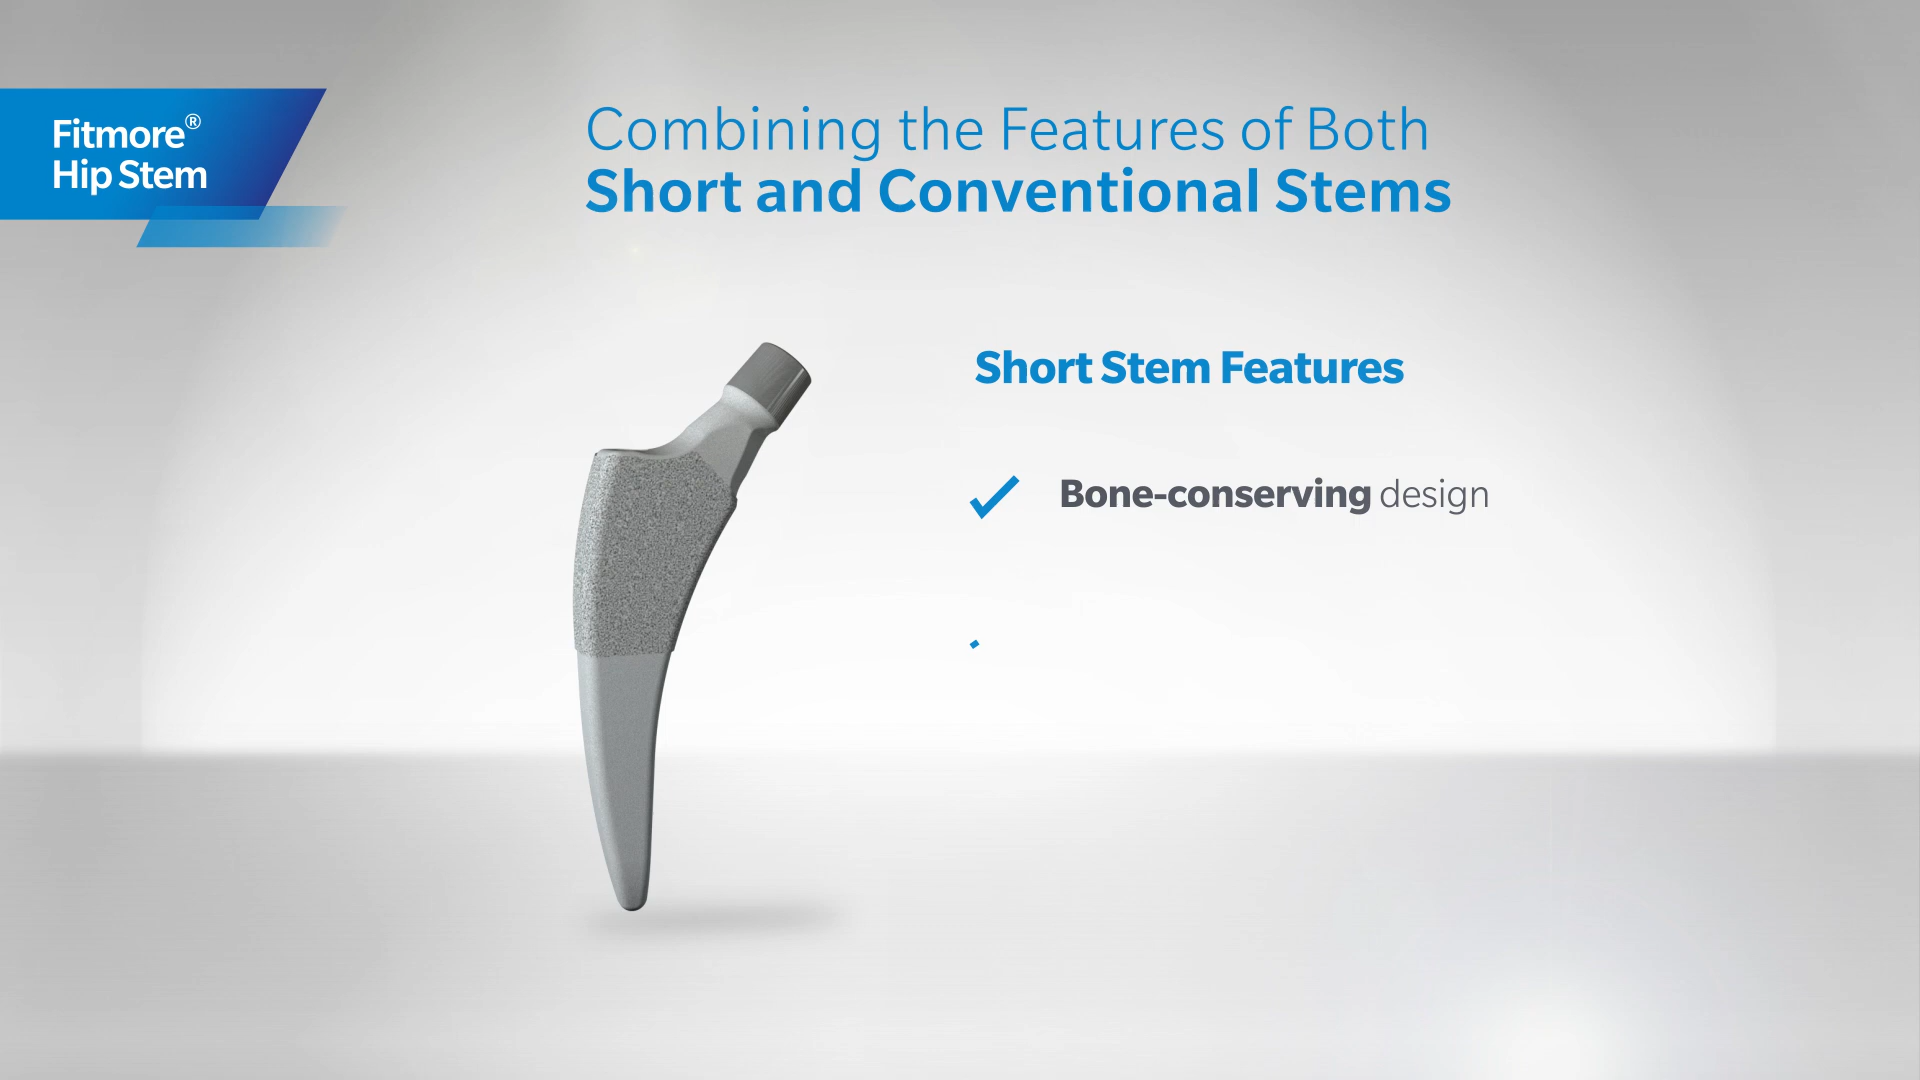 Fitmore®
Hip Stem
Combining the Features of Both
Short and Conventional Stems
Short Stem Features
Bone-conserving design